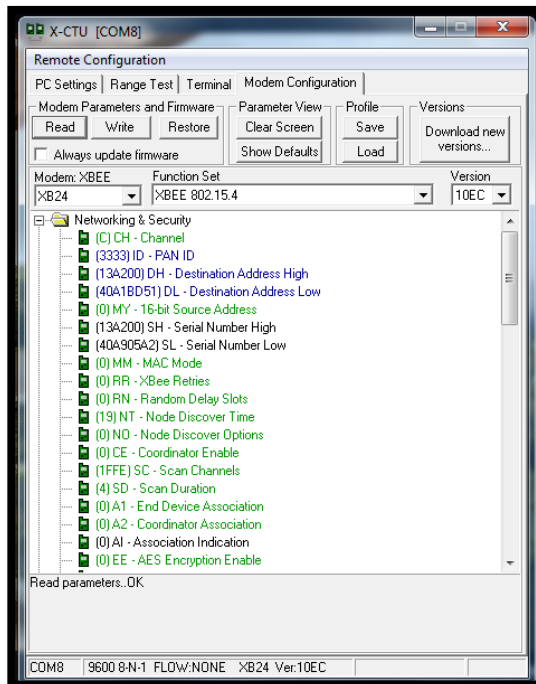 X-CTU [COM8]
Remote Configuration
PC Settings Range Test Terminal Modem Configuration
Modem Parameters and Firmware Parameter View Profile Versions
Read Write Restore Clear Screen Save Download new versions...
Always update firmware Show Defaults Load
Modem: XBEE Function Set Version
XB24 XBEE 802.15.4 10EC
Networking & Security
(C) CH - Channel
(3333) ID - PAN ID
(13A200) DH - Destination Address High
(40A1BD51) DL - Destination Address Low
(0) MY - 16-bit Source Address
(13A200) SH - Serial Number High
(40A905A2) SL - Serial Number Low
(0) MM - MAC Mode
(0) RR - XBee Retries
(0) RN - Random Delay Slots
(19) NT - Node Discover Time
(0) NO - Node Discover Options
(0) CE - Coordinator Enable
(1FFE) SC - Scan Channels
(4) SD - Scan Duration
(0) A1 - End Device Association
(0) A2 - Coordinator Association
(0) AI - Association Indication
(0) EE - AES Encryption Enable
Read parameters..OK
COM8 9600 8-N-1 FLOW:NONE XB24 Ver:10EC